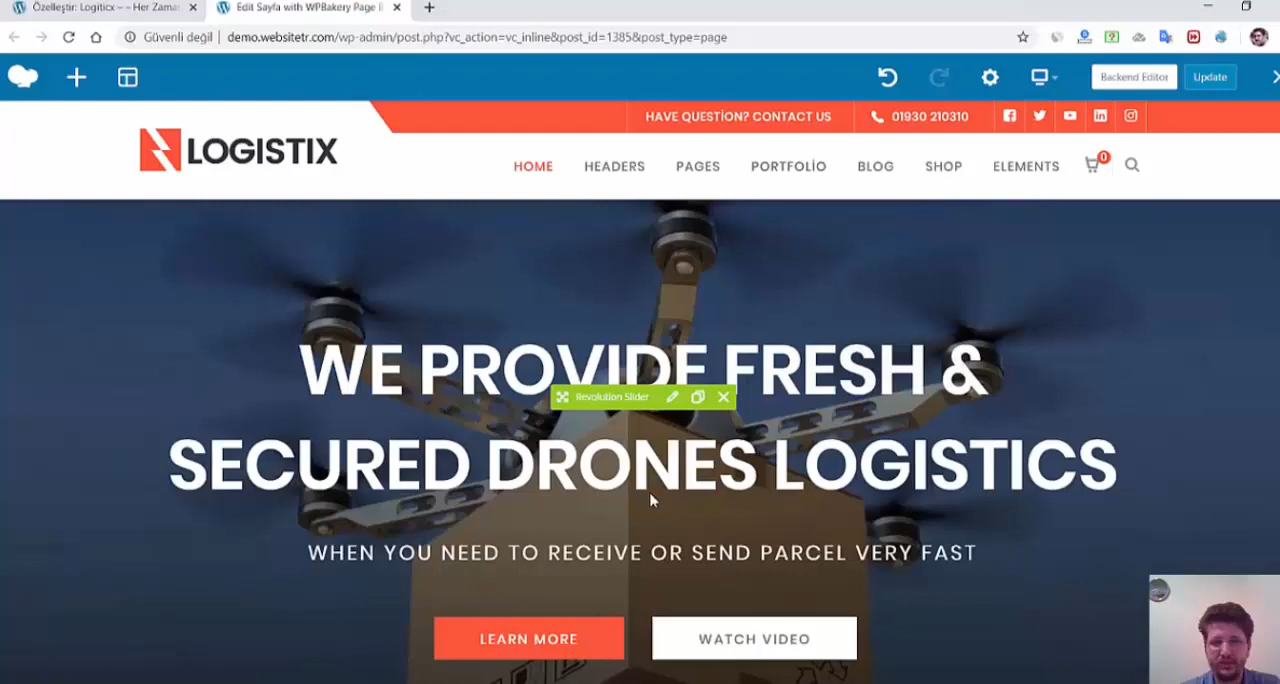 Özelleştir: Logiticx – – Her Zama
Edit Sayfa with WPBakery Page
Güvenli değil
demo.websitetr.com/wp-admin/post.php?vc_action=vc_inline&post_id=1385&post_type=page
Backend Editor
Update
HAVE QUESTİON? CONTACT US
01930 210310
LOGISTIX
HOME
HEADERS
PAGES
PORTFOLİO
BLOG
SHOP
ELEMENTS
0
WE PROVIDE FRESH &
Revolution Slider
SECURED DRONES LOGISTICS
WHEN YOU NEED TO RECEIVE OR SEND PARCEL VERY FAST
LEARN MORE
WATCH VIDEO